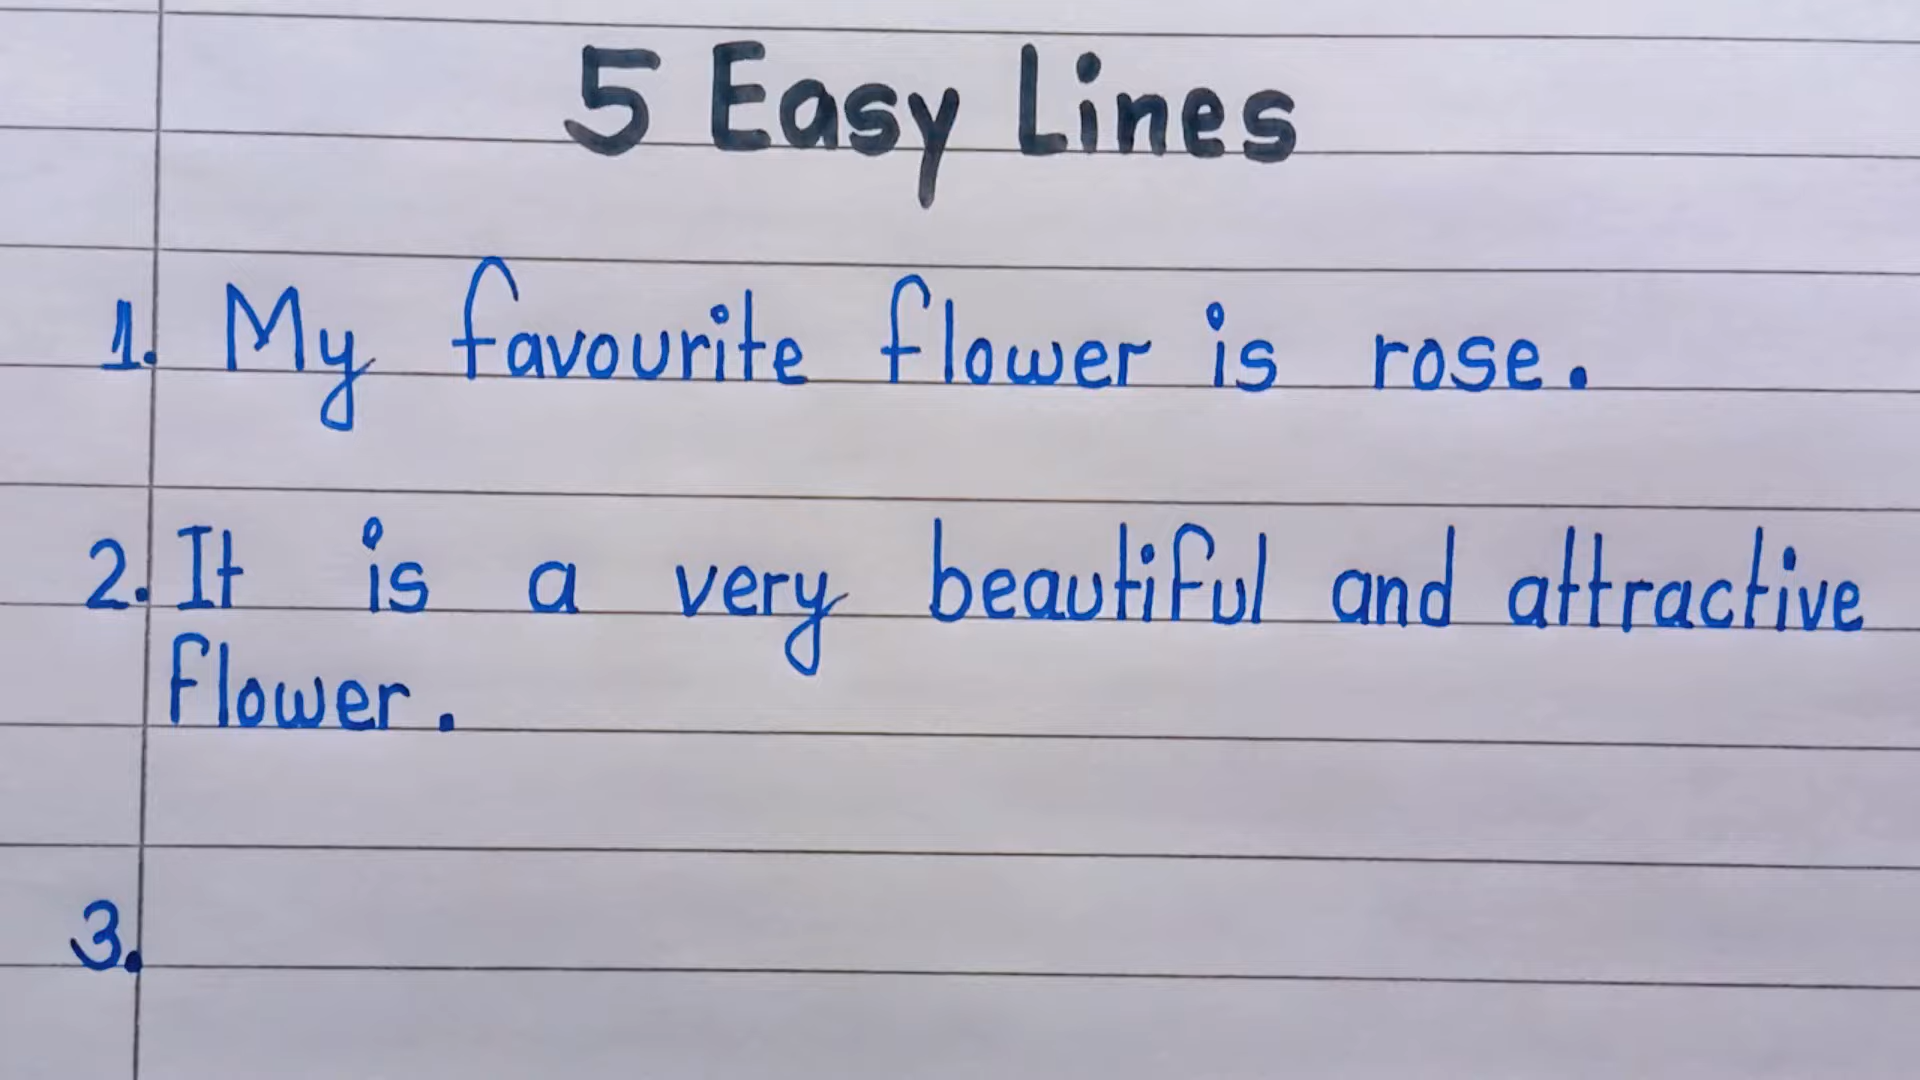 5 Easy Lines
1. My favourite flower is rose.
2. It is a very beautiful and attractive
flower.
3.